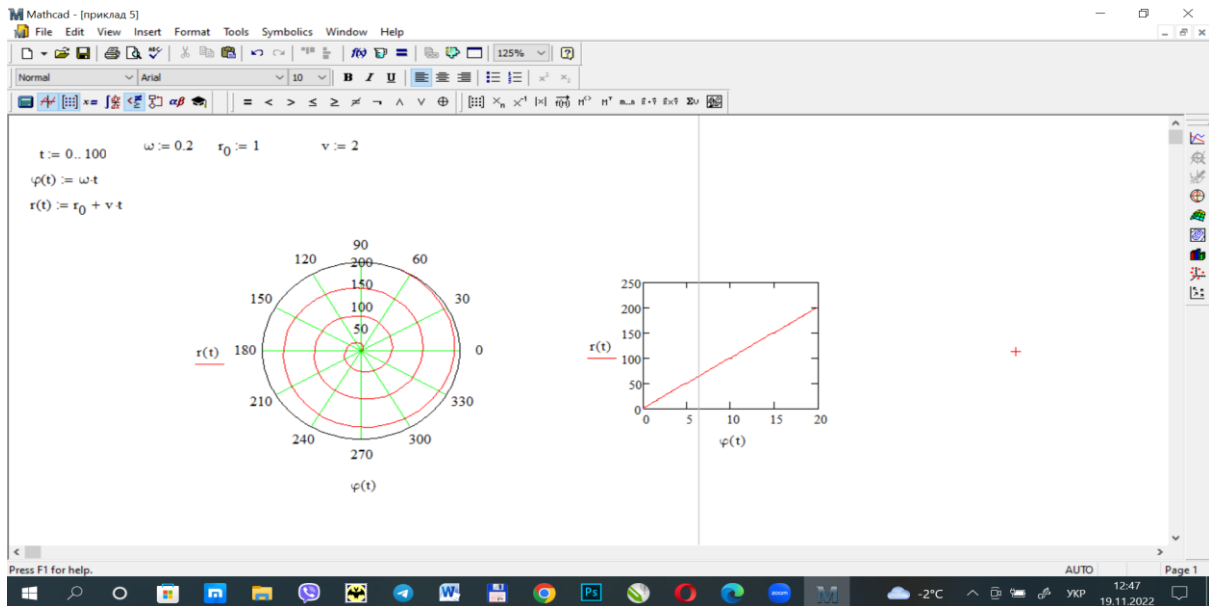 Mathcad - [приклад 5]
File Edit View Insert Format Tools Symbolics Window Help
125%
Normal Arial 10 B I U
t := 0.. 100 ω := 0.2 r0 := 1 v := 2
φ(t) := ω·t
r(t) := r0 + v·t
90
120 60
200
150
150 30
100
50
r(t) 180 0
210 330
240 300
270
φ(t)
250
200
150
r(t) 100
50
0
0 5 10 15 20
φ(t)
Press F1 for help. AUTO Page 1
-2°C УКР 12:47
19.11.2022